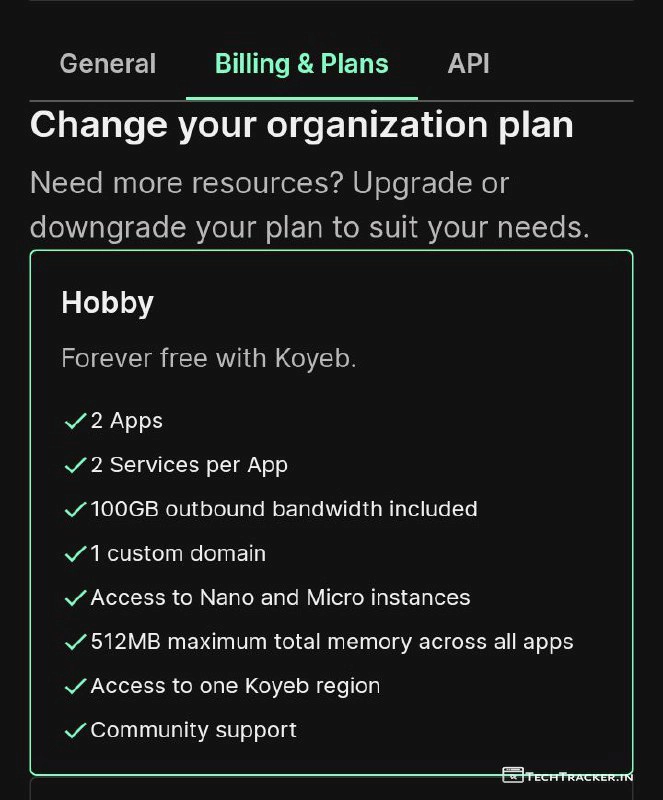 General Billing & Plans API
Change your organization plan
Need more resources? Upgrade or
downgrade your plan to suit your needs.
Hobby
Forever free with Koyeb.
2 Apps
2 Services per App
100GB outbound bandwidth included
1 custom domain
Access to Nano and Micro instances
512MB maximum total memory across all apps
Access to one Koyeb region
Community support
TECHTRACKER.IN